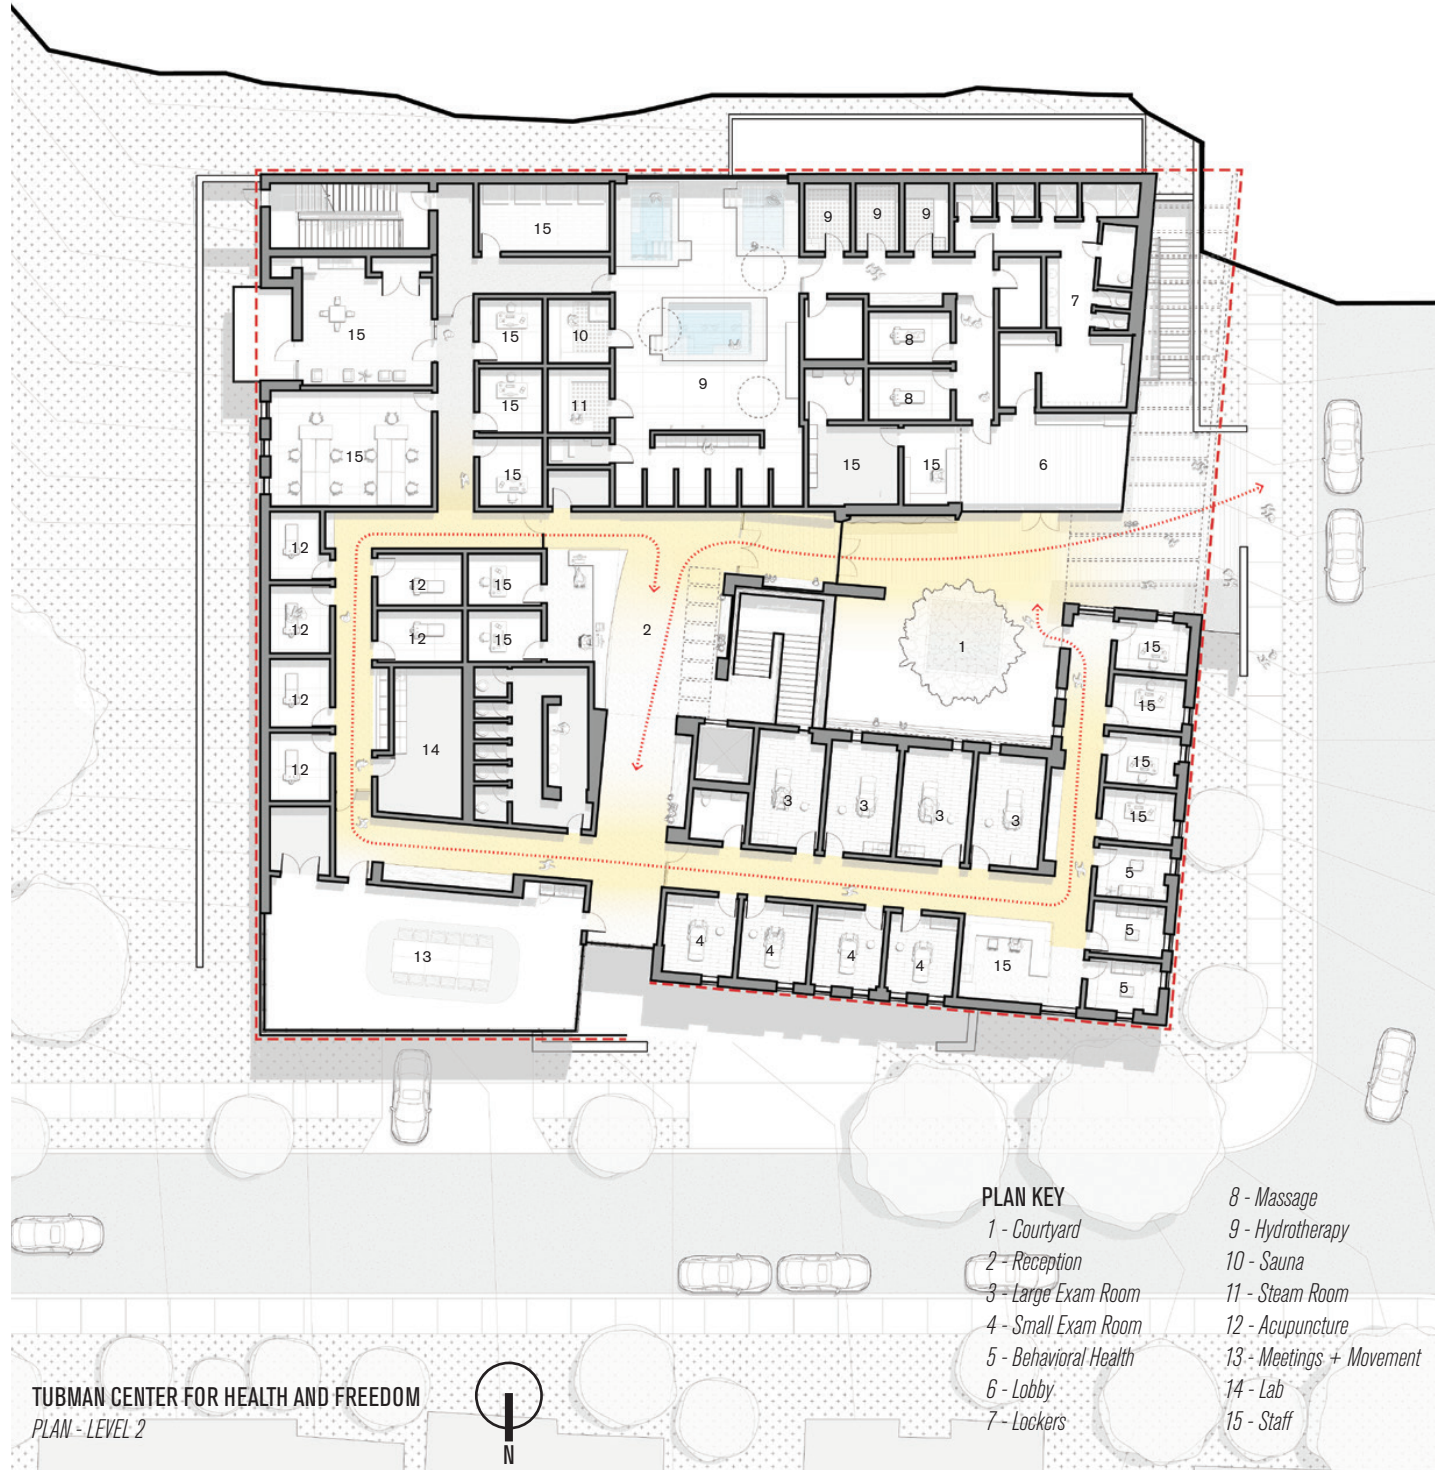 15
9
9
9
7
15
15
10
8
15
11
9
8
15
15
15
15
6
12
12
15
12
12
15
2
1
15
12
15
12
14
15
3
3
3
3
15
5
5
4
4
4
4
13
15
5
PLAN KEY
1 - Courtyard
2 - Reception
3 - Large Exam Room
4 - Small Exam Room
5 - Behavioral Health
6 - Lobby
7 - Lockers
8 - Massage
9 - Hydrotherapy
10 - Sauna
11 - Steam Room
12 - Acupuncture
13 - Meetings + Movement
14 - Lab
15 - Staff
TUBMAN CENTER FOR HEALTH AND FREEDOM
PLAN - LEVEL 2
N